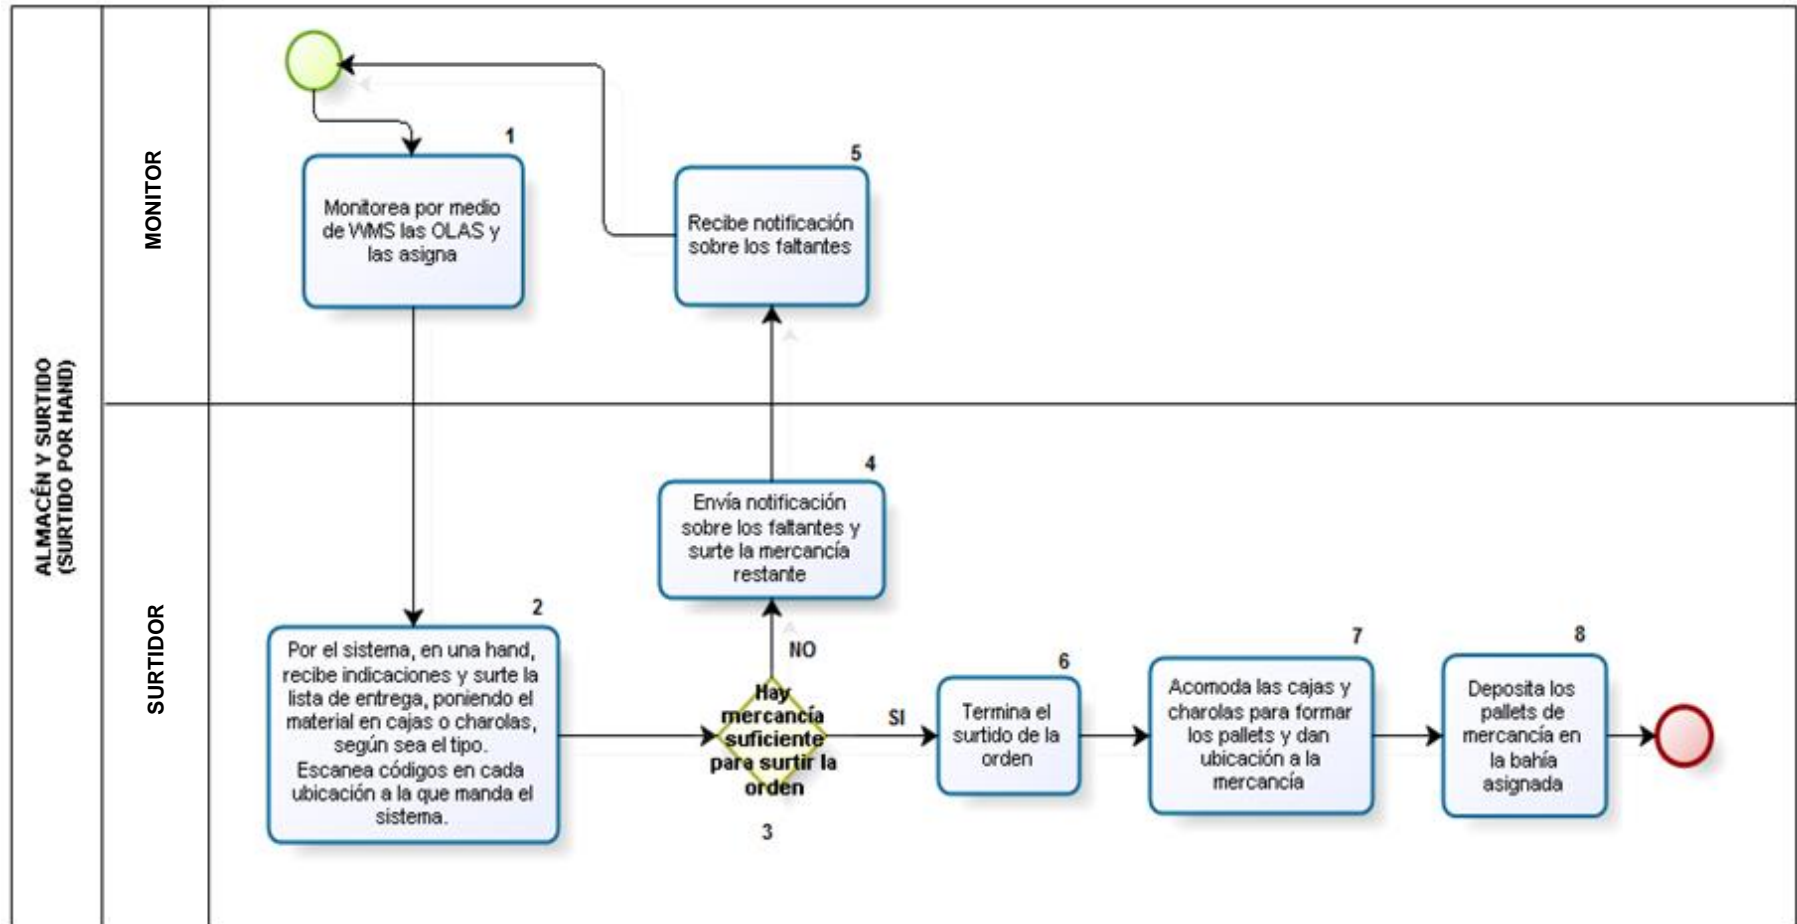 ALMACÉN Y SURTIDO
(SURTIDO POR HAND)
MONITOR
1
Monitorea por medio
de WMS las OLAS y
las asigna
5
Recibe notificación
sobre los faltantes
SURTIDOR
2
Por el sistema, en una hand,
recibe indicaciones y surte la
lista de entrega, poniendo el
material en cajas o charolas,
según sea el tipo.
Escanea códigos en cada
ubicación a la que manda el
sistema.
4
Envía notificación
sobre los faltantes y
surte la mercancía
restante
NO
Hay
mercancía
suficiente
para surtir la
orden
3
SI
6
Termina el
surtido de la
orden
7
Acomoda las cajas y
charolas para formar
los pallets y dan
ubicación a la
mercancía
8
Deposita los
pallets de
mercancía en
la bahía
asignada